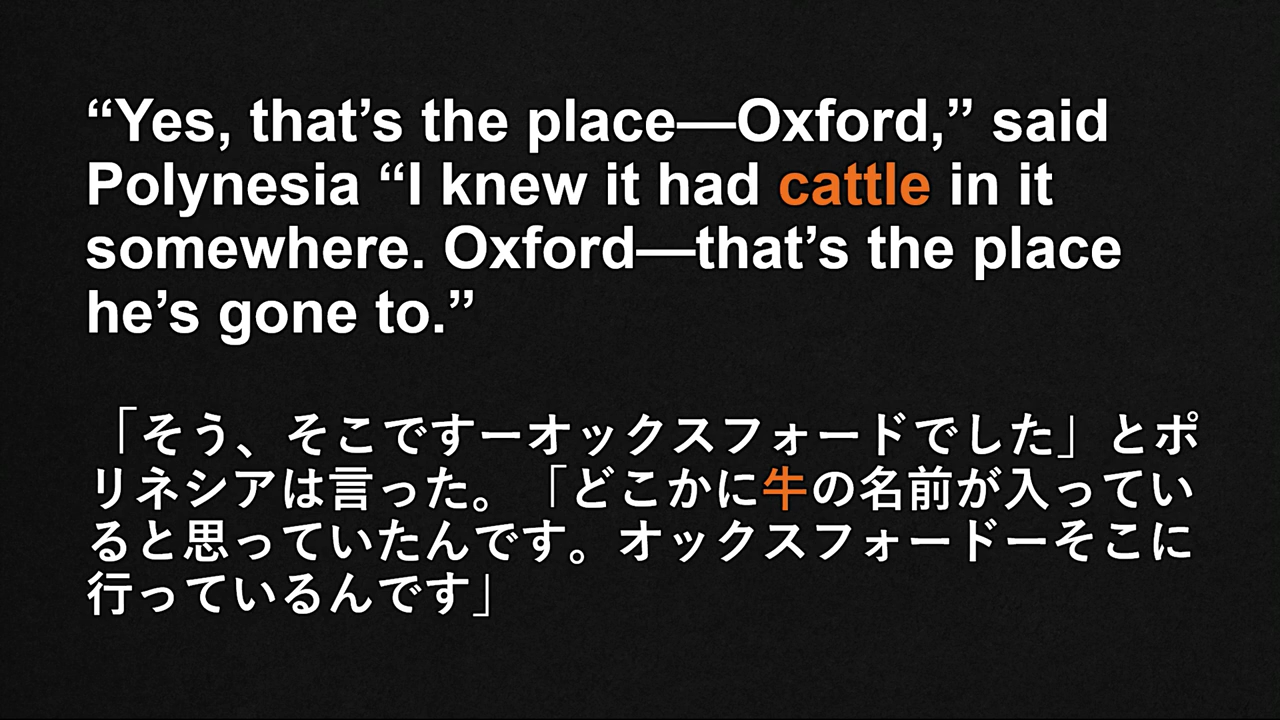 “Yes, that’s the place—Oxford,” said
Polynesia “I knew it had cattle in it
somewhere. Oxford—that’s the place
he’s gone to.”
「そう、そこですーオックスフォードでした」とポ
リネシアは言った。「どこかに牛の名前が入ってい
ると思っていたんです。オックスフォードーそこに
行っているんです」